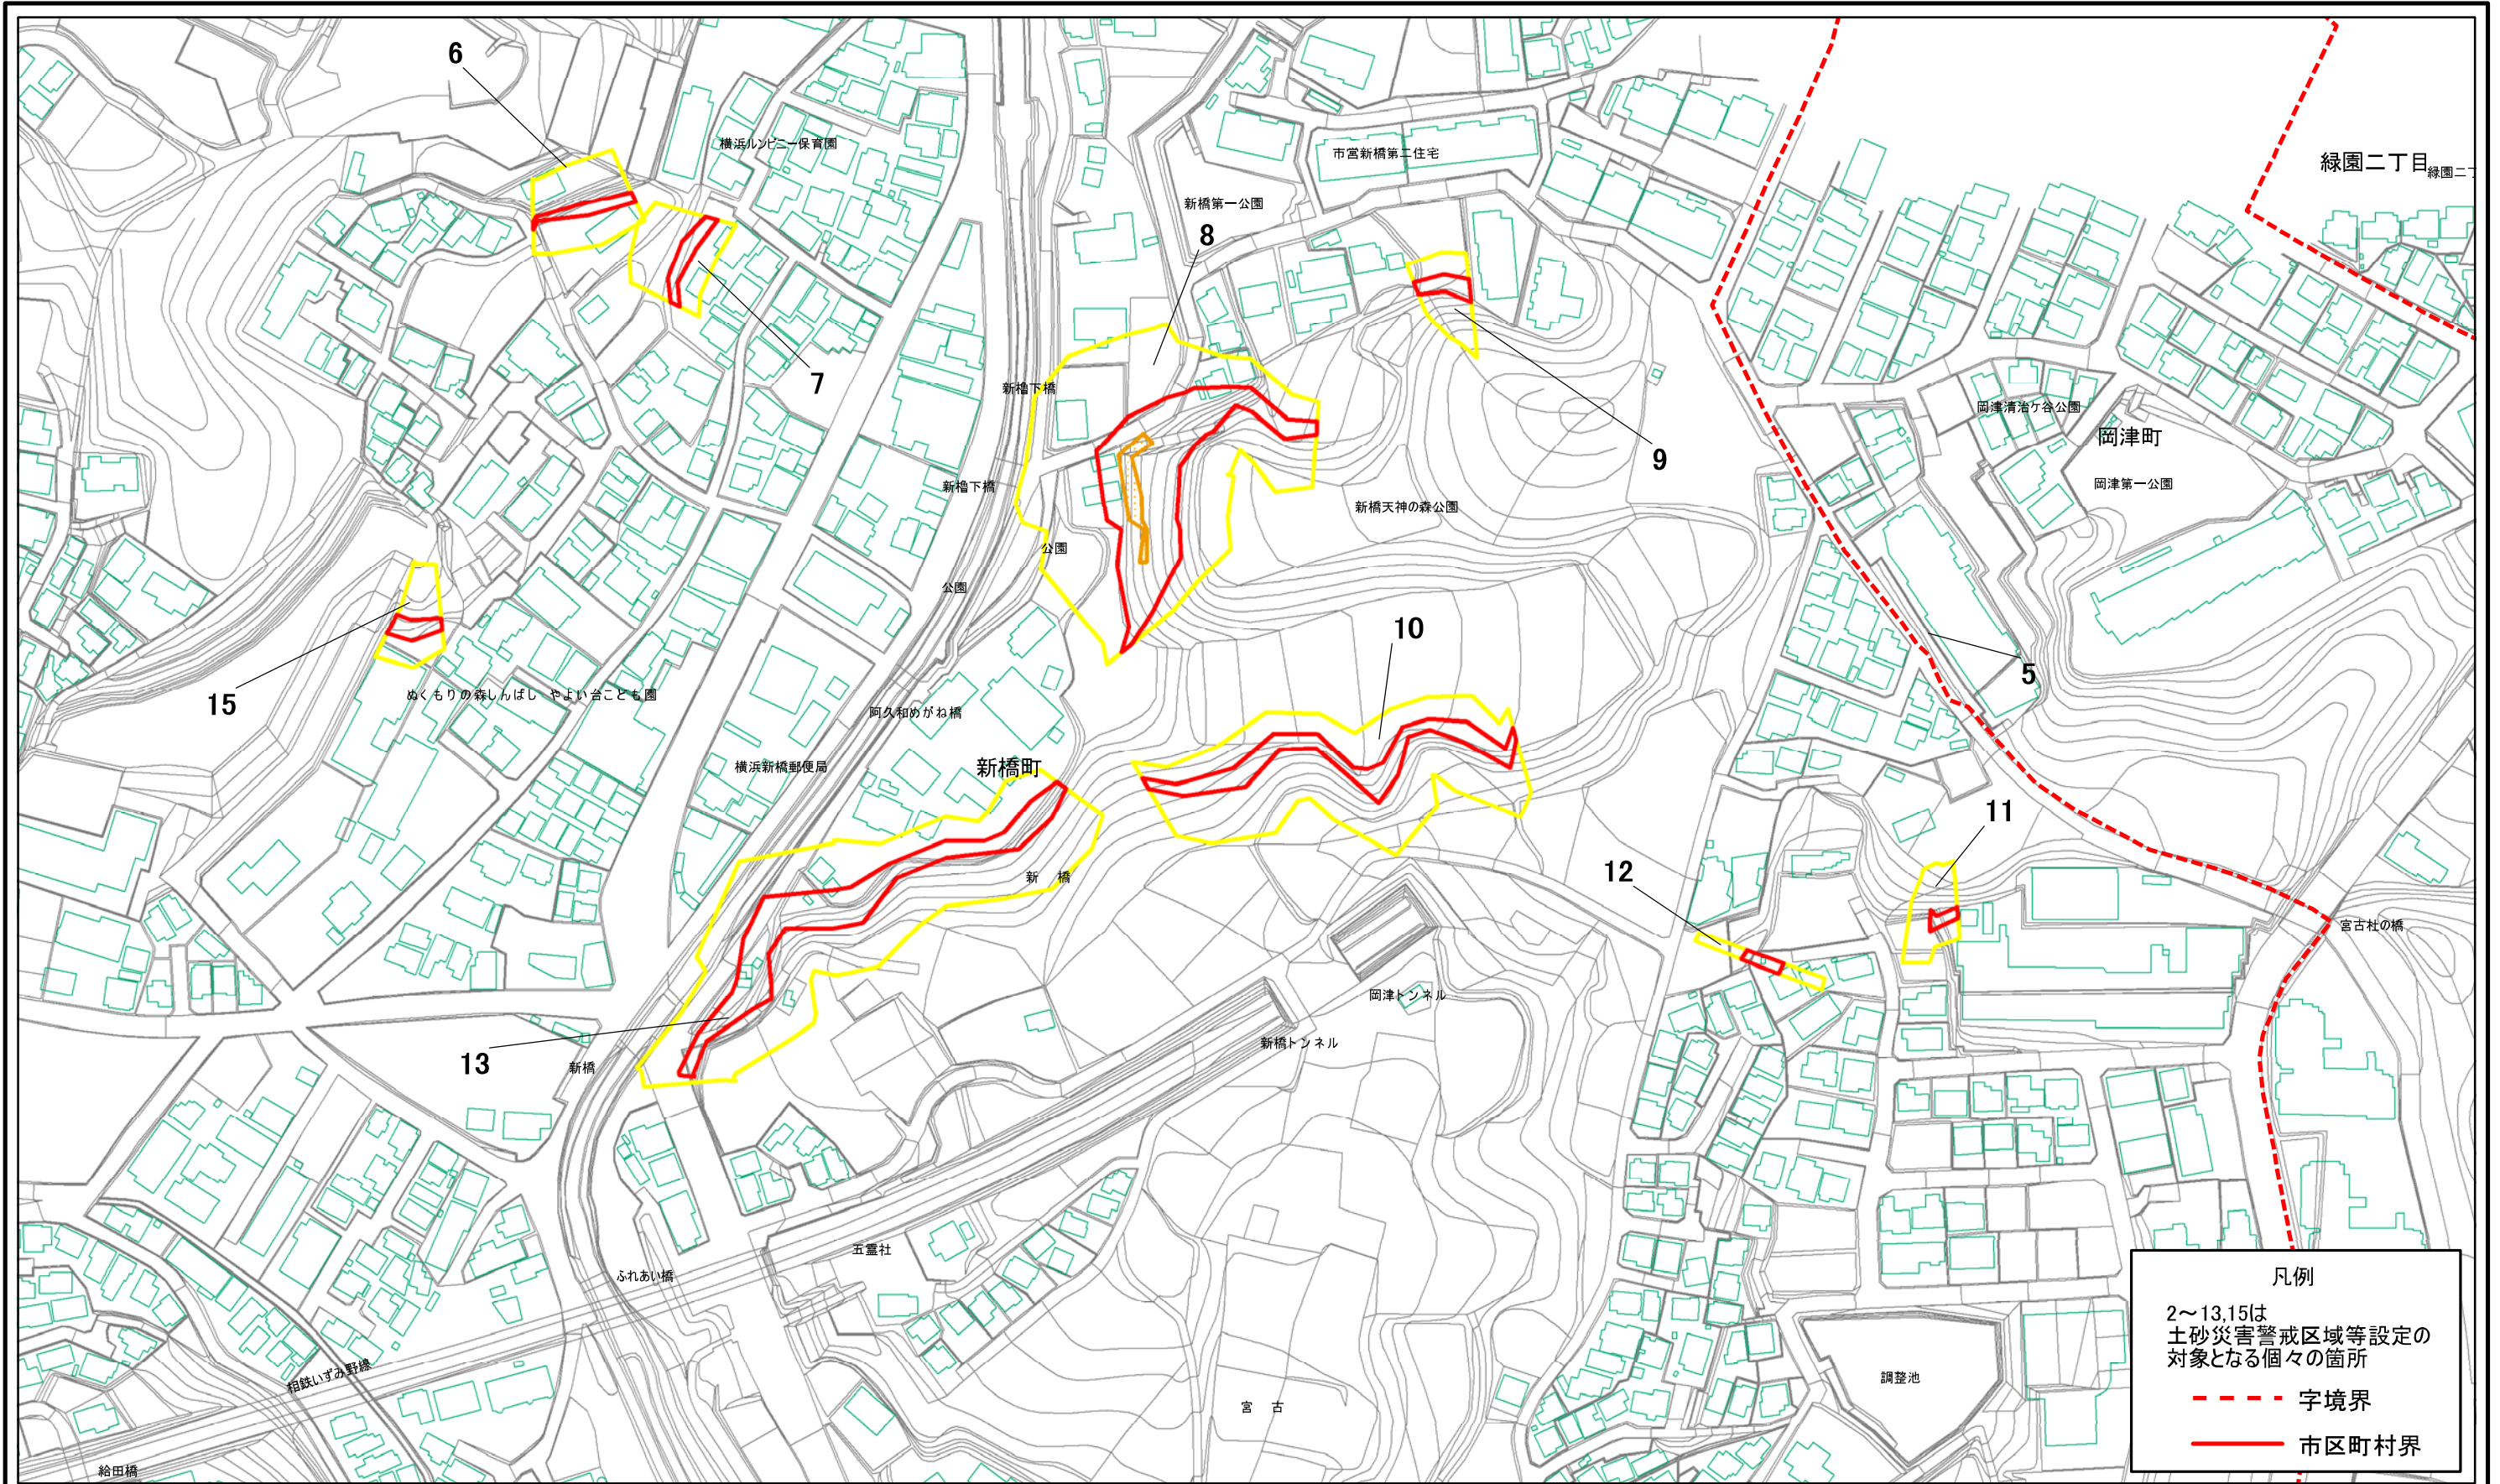 6
横浜ルンビニー保育園
市営新橋第二住宅
緑園二丁目
緑園二丁
新橋第一公園
8
7
新橹下橋
岡津清治ケ谷公園
岡津町
9
新橹下橋
岡津第一公園
新橋天神の森公園
公園
公園
10
5
15
ぬくもりの森しんばし やよい台こども園
阿久和めがね橋
横浜新橋郵便局
新橋町
11
12
新 橋
宮古社の橋
岡津トンネル
新橋トンネル
13
新橋
五霊社
ふれあい橋
相鉄いずみ野線
調整池
宮 古
給田橋
凡例
2～13,15は
土砂災害警戒区域等設定の
対象となる個々の箇所
字境界
市区町村界